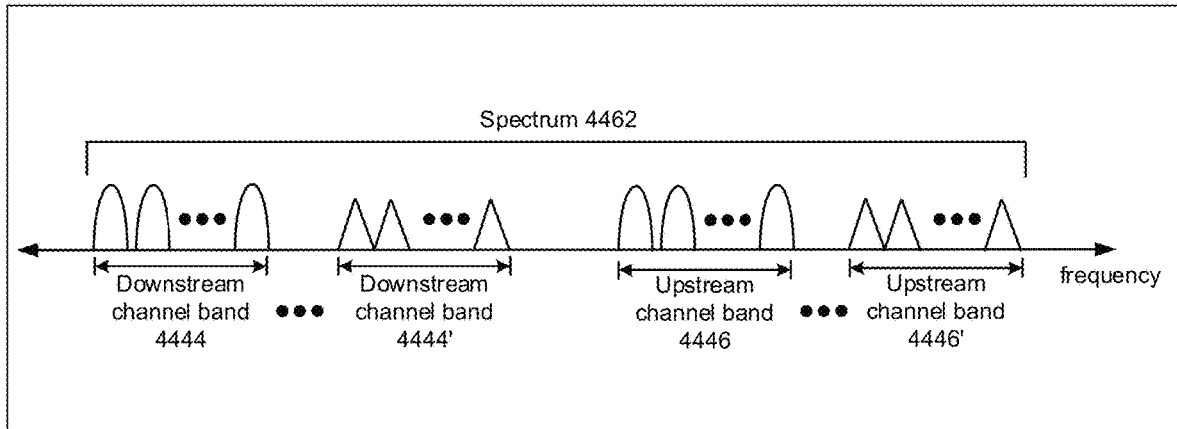 Spectrum 4462
frequency
Downstream
channel band
4444
Downstream
channel band
4444'
Upstream
channel band
4446
Upstream
channel band
4446'